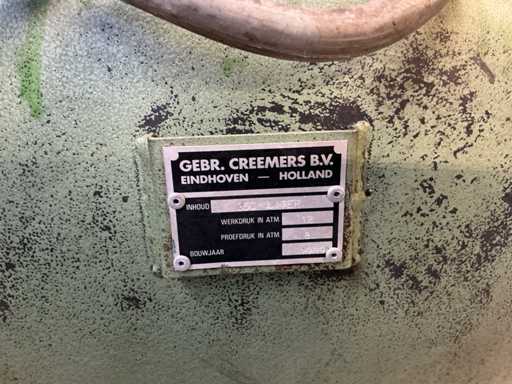 GEBR. CREEMERS B.V.
EINDHOVEN — HOLLAND
INHOUD
WERKDRUK IN ATM.
PROEFDRUK IN ATM.
BOUWJAAR